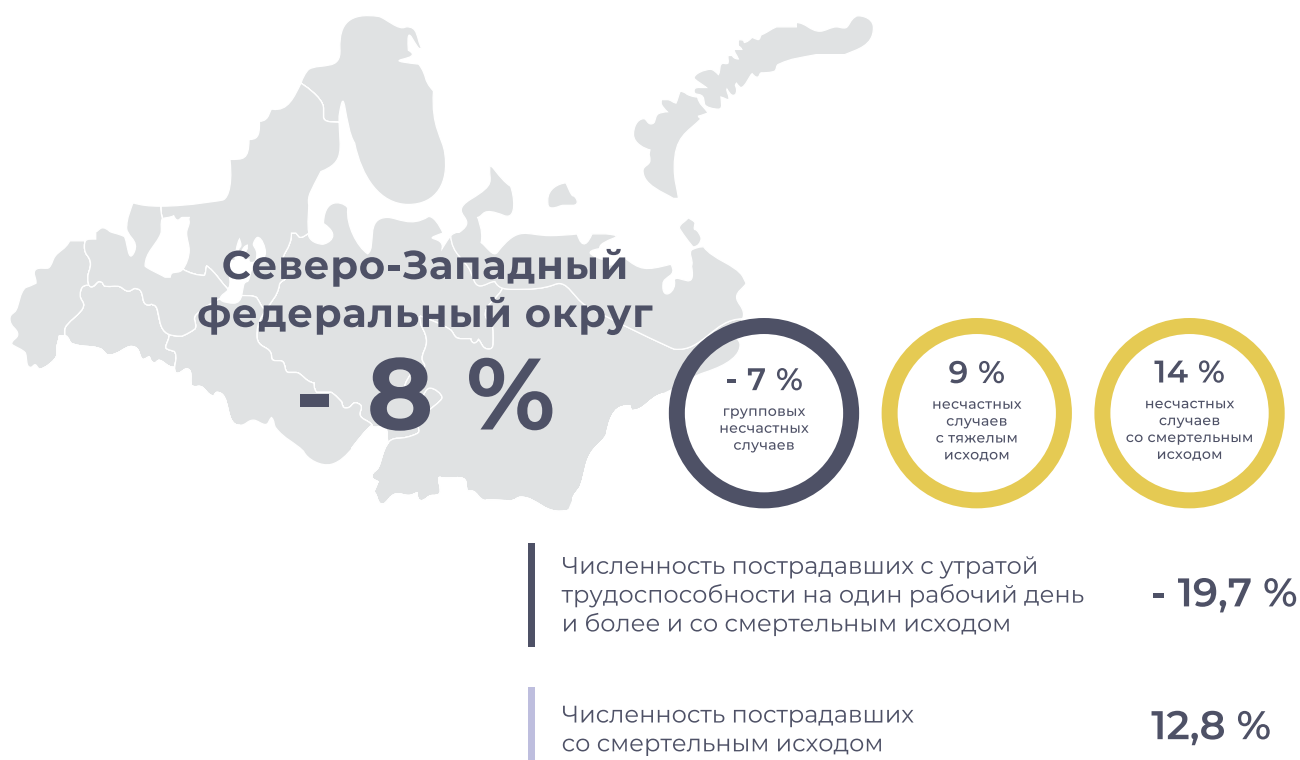 Северо-Западный
федеральный округ
- 8 %
- 7 %
групповых
несчастных
случаев
9 %
несчастных
случаев
с тяжелым
исходом
14 %
несчастных
случаев
со смертельным
исходом
Численность пострадавших с утратой
трудоспособности на один рабочий день
и более и со смертельным исходом
- 19,7 %
Численность пострадавших
со смертельным исходом
12,8 %